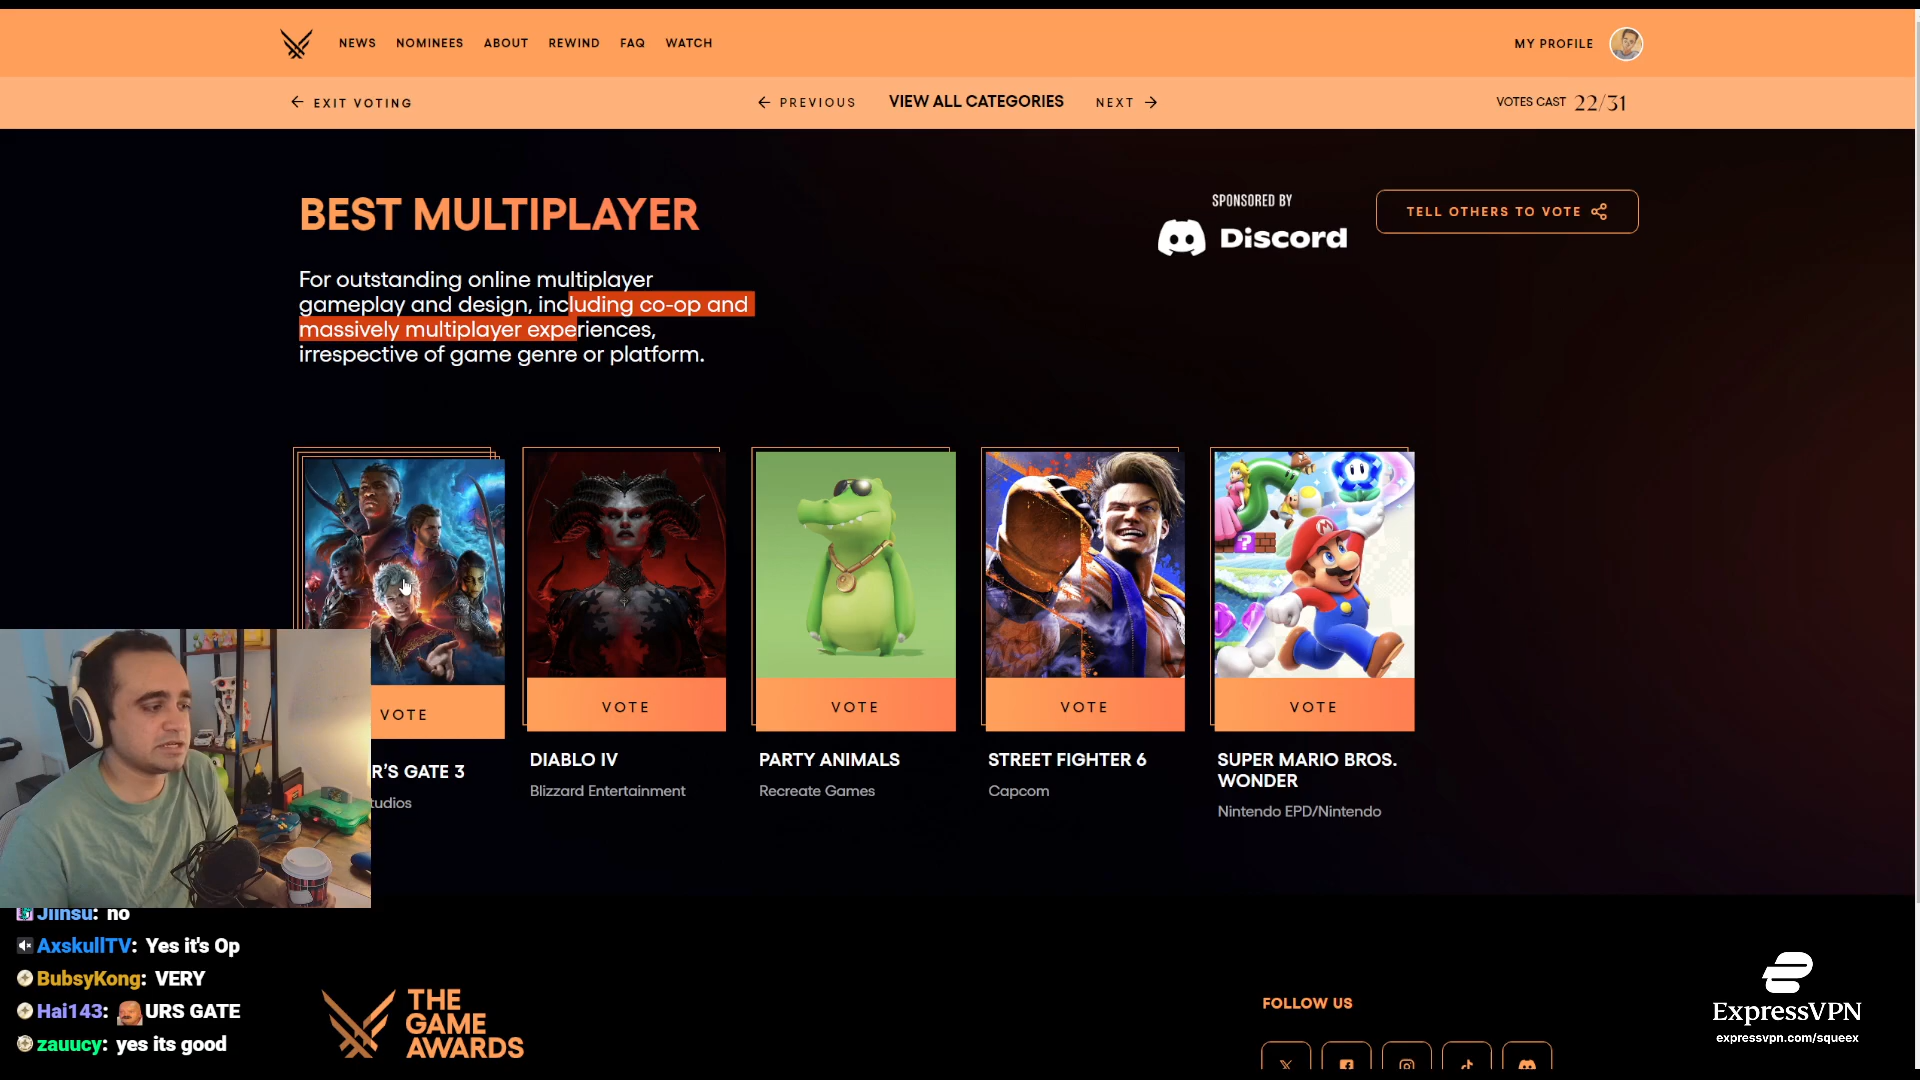 NEWS NOMINEES ABOUT REWIND FAQ WATCH
MY PROFILE
EXIT VOTING
PREVIOUS VIEW ALL CATEGORIES NEXT
VOTES CAST 22/31
BEST MULTIPLAYER
SPONSORED BY
Discord
TELL OTHERS TO VOTE
For outstanding online multiplayer
gameplay and design, including co-op and
massively multiplayer experiences,
irrespective of game genre or platform.
VOTE
VOTE
VOTE
VOTE
VOTE
R'S GATE 3
tudios
DIABLO IV
Blizzard Entertainment
PARTY ANIMALS
Recreate Games
STREET FIGHTER 6
Capcom
SUPER MARIO BROS.
WONDER
Nintendo EPD/Nintendo
Jiinsu: no
AxskullTV: Yes it's Op
BubsyKong: VERY
Hai143: URS GATE
zauucy: yes its good
THE
GAME
AWARDS
FOLLOW US
ExpressVPN
expressvpn.com/squeex